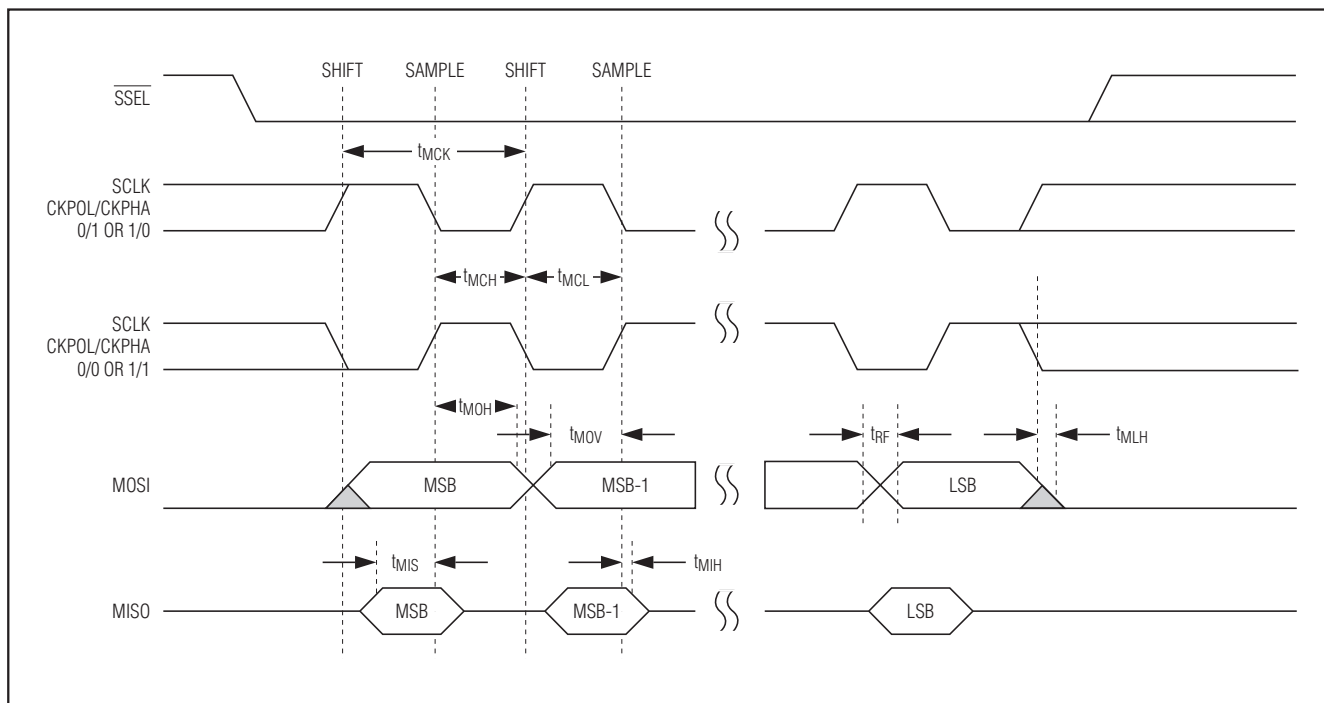 SHIFT SAMPLE SHIFT SAMPLE
SSEL
tMCK
SCLK
CKPOL/CKPHA
0/1 OR 1/0
tMCH tMCL
SCLK
CKPOL/CKPHA
0/0 OR 1/1
tMOH
tMOV tRF tMLH
MOSI MSB MSB-1 LSB
tMIS tMIH
MISO MSB MSB-1 LSB